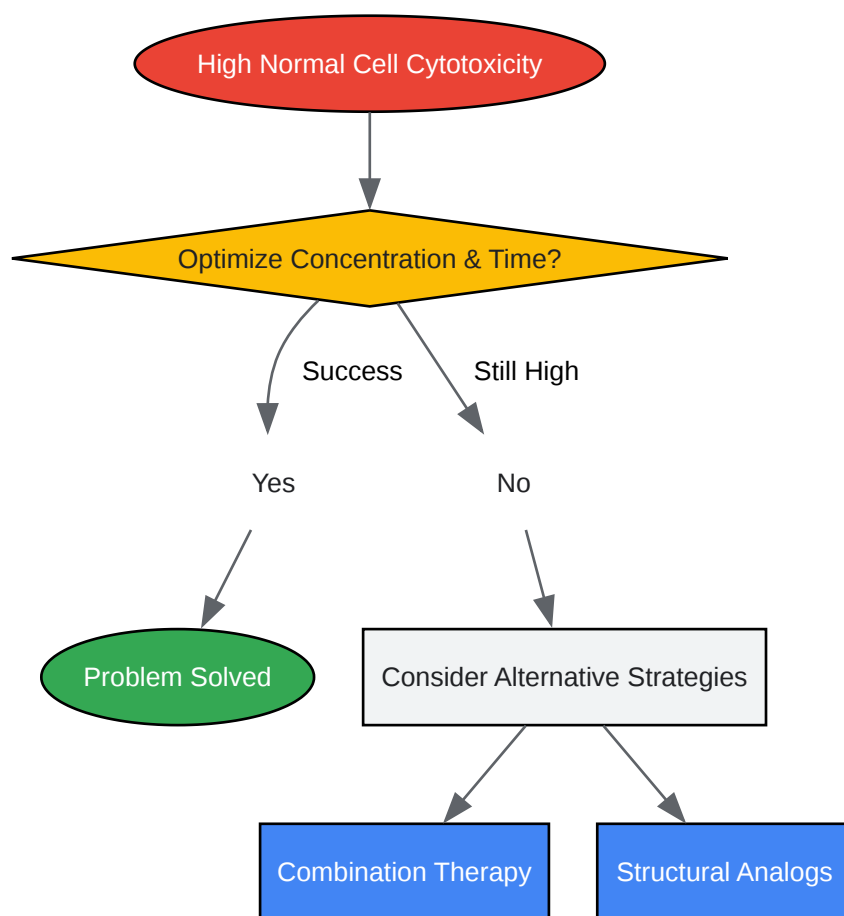 High Normal Cell Cytotoxicity
Optimize Concentration & Time?
Success
Still High
Yes
No
Problem Solved
Consider Alternative Strategies
Combination Therapy
Structural Analogs